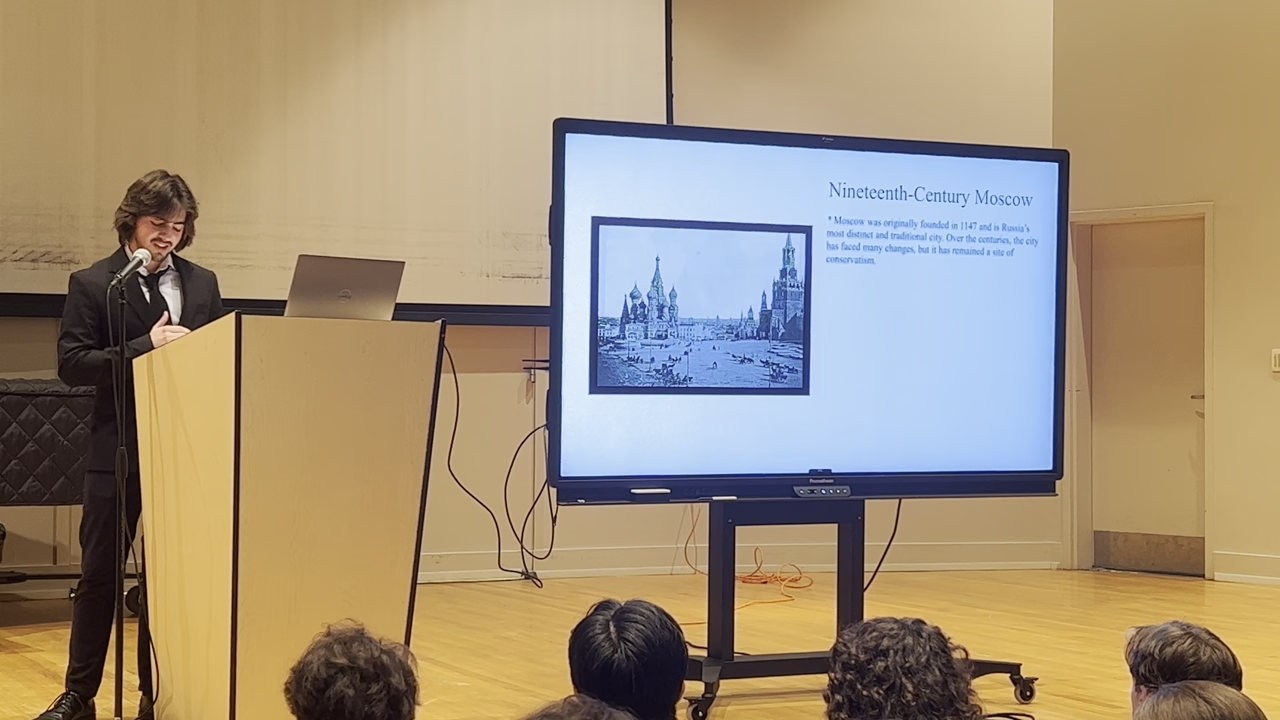 Nineteenth-Century Moscow
* Moscow was originally founded in 1147 and is Russia's
most distinct and traditional city. Over the centuries, the city
has faced many changes, but it has remained a site of
conservatism.
Promethean